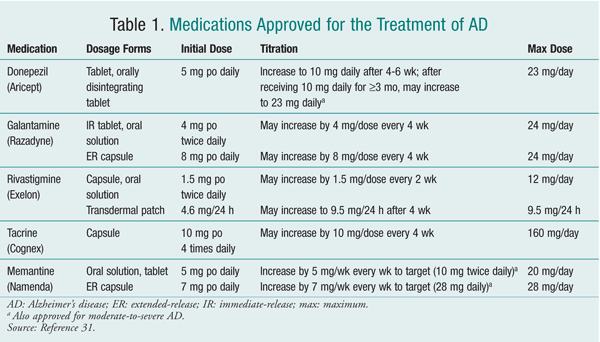 Table 1. Medications Approved for the Treatment of AD
Medication Dosage Forms Initial Dose Titration Max Dose
Donepezil Tablet, orally 5 mg po daily Increase to 10 mg daily after 4-6 wk; after 23 mg/day
(Aricept) disintegrating receiving 10 mg daily for ≥3 mo, may increase
tablet to 23 mg dailyᵃ
Galantamine IR tablet, oral 4 mg po May increase by 4 mg/dose every 4 wk 24 mg/day
(Razadyne) solution twice daily
ER capsule 8 mg po daily May increase by 8 mg/dose every 4 wk 24 mg/day
Rivastigmine Capsule, oral 1.5 mg po May increase by 1.5 mg/dose every 2 wk 12 mg/day
(Exelon) solution twice daily
Transdermal patch 4.6 mg/24 h May increase to 9.5 mg/24 h after 4 wk 9.5 mg/24 h
Tacrine Capsule 10 mg po May increase by 10 mg/dose every 4 wk 160 mg/day
(Cognex) 4 times daily
Memantine Oral solution, tablet 5 mg po daily Increase by 5 mg/wk every wk to target (10 mg twice daily)ᵃ 20 mg/day
(Namenda) ER capsule 7 mg po daily Increase by 7 mg/wk every wk to target (28 mg daily)ᵃ 28 mg/day
AD: Alzheimer's disease; ER: extended-release; IR: immediate-release; max: maximum.
ᵃ Also approved for moderate-to-severe AD.
Source: Reference 31.